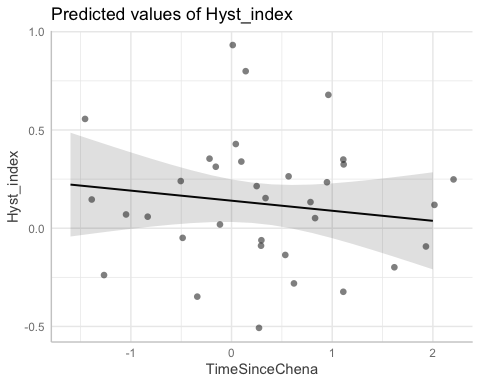 Predicted values of Hyst_index
1.0
0.5
0.0
-0.5
Hyst_index
-1
0
1
2
TimeSinceChena